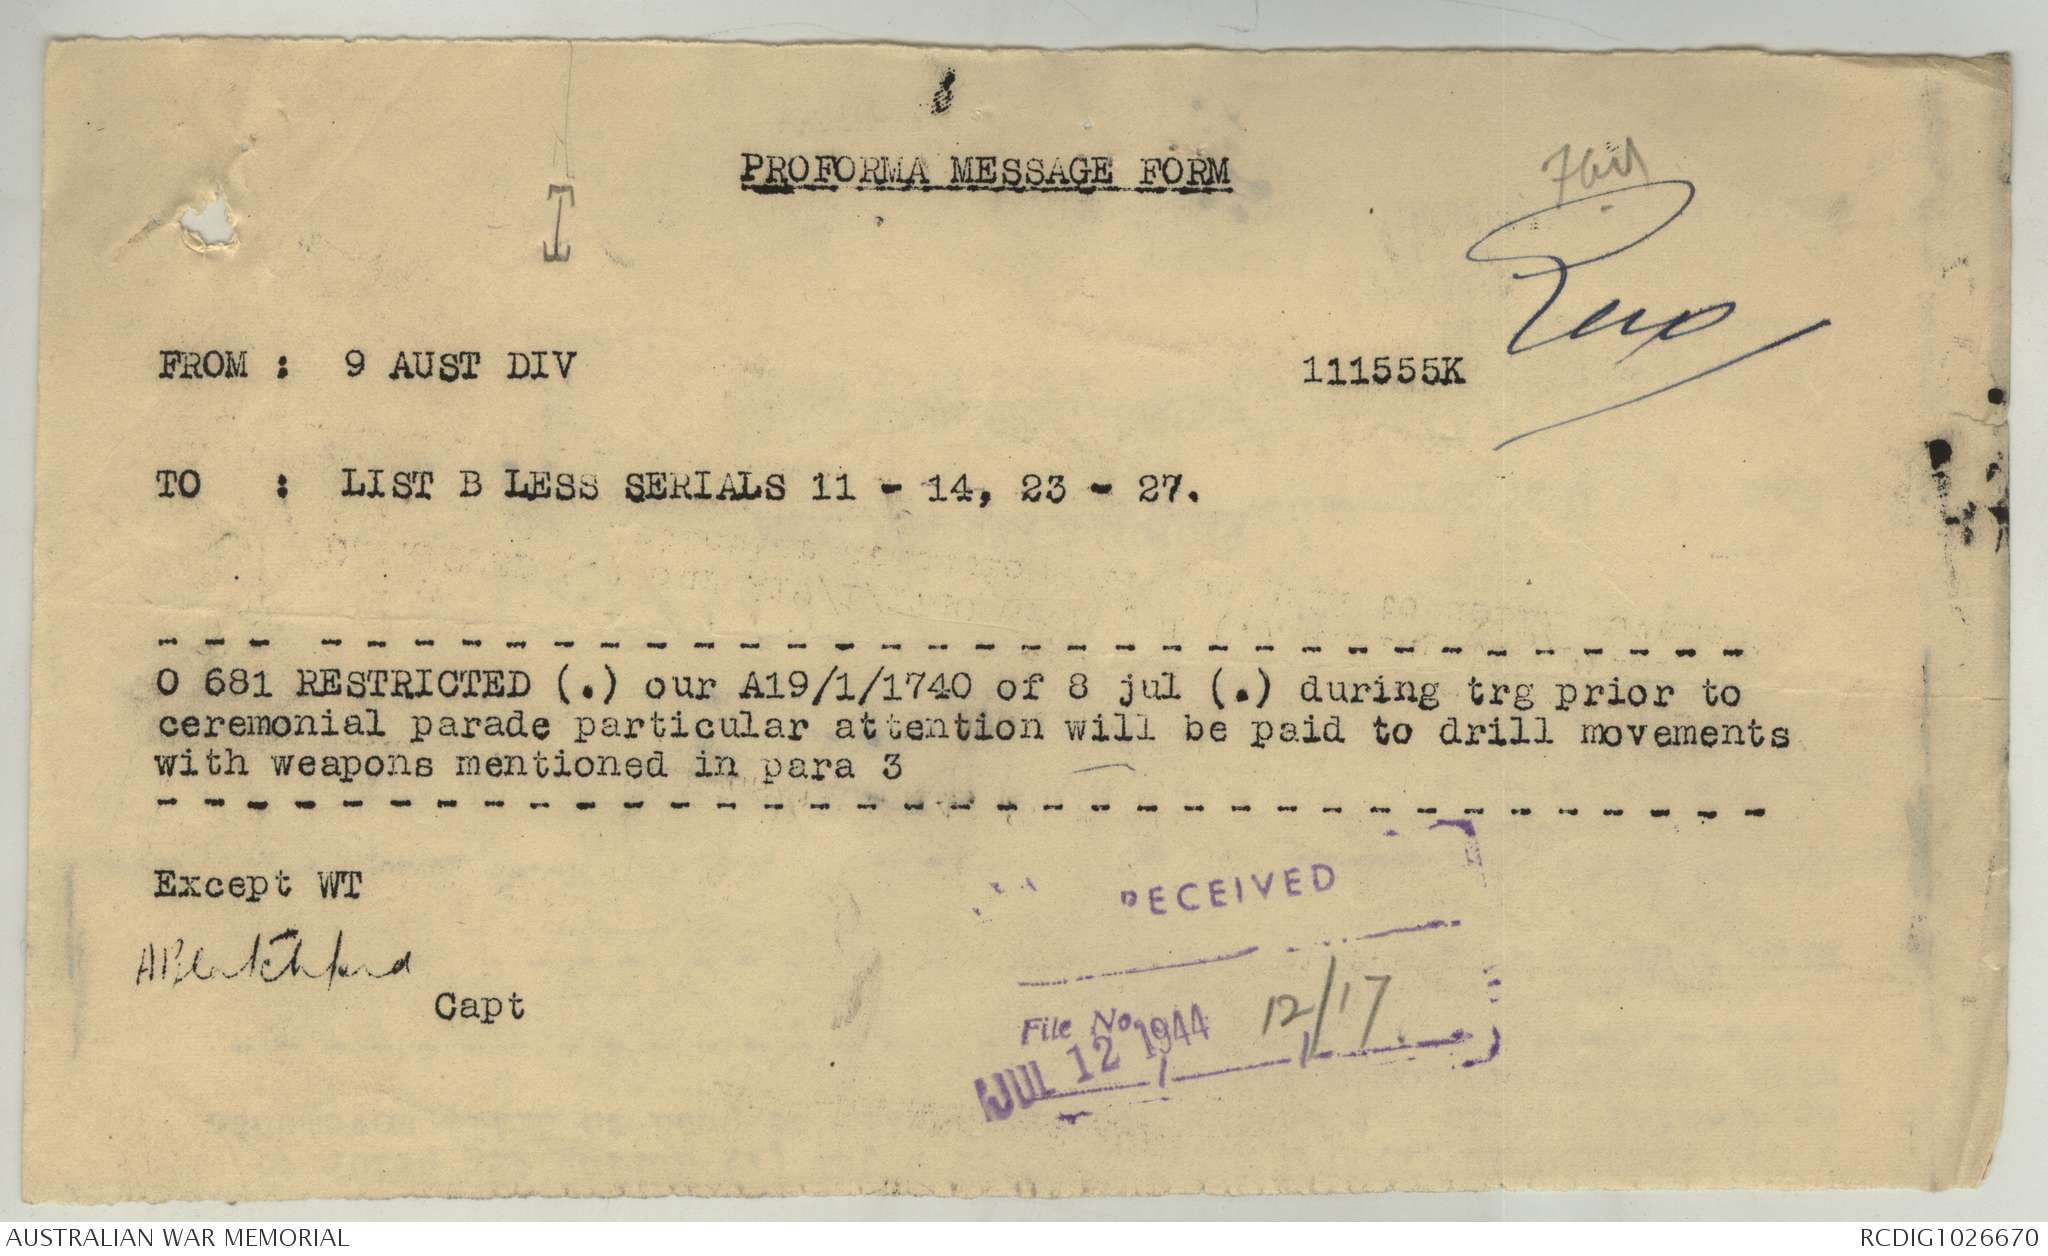 PROFORMA MESSAGE FORM
FROM : 9 AUST DIV 111555K
TO : LIST B LESS SERIALS 11 - 14, 23 - 27.
O 681 RESTRICTED (.) our A19/1/1740 of 8 jul (.) during trg prior to
ceremonial parade particular attention will be paid to drill movements
with weapons mentioned in para 3
Except WT
Capt
RECEIVED
File No 12/17
JUL 12 1944
AUSTRALIAN WAR MEMORIAL RCDIG1026670